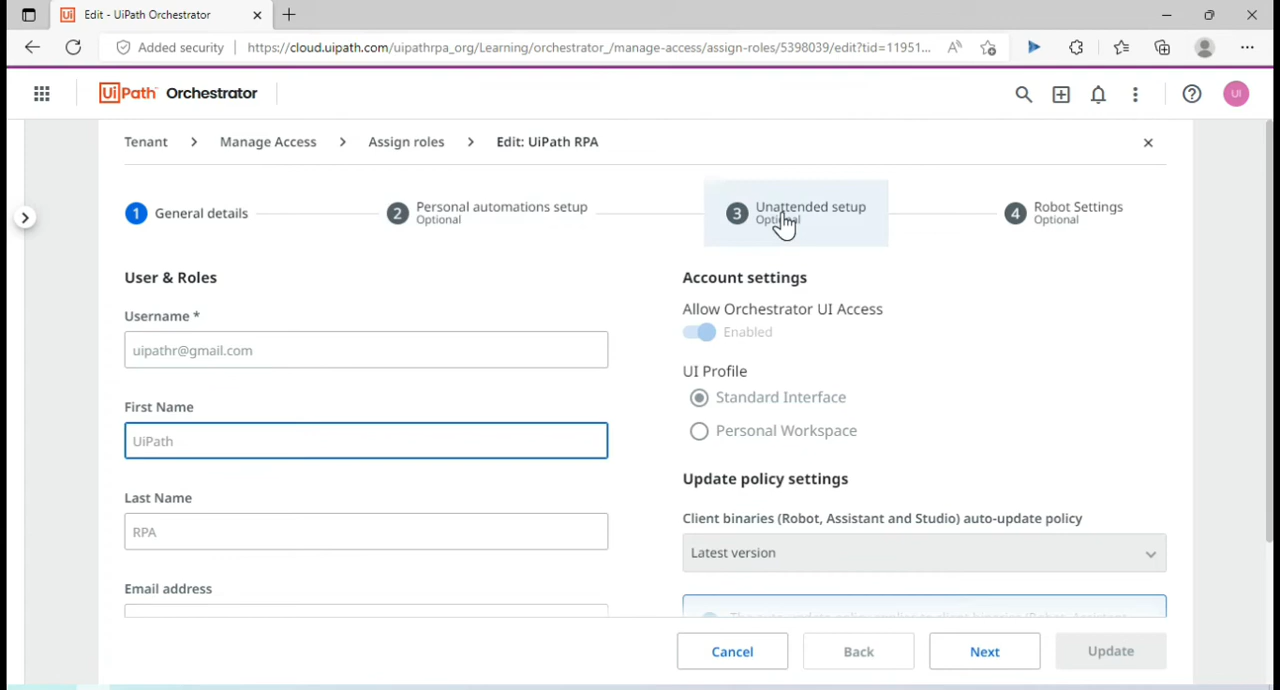 Edit - UiPath Orchestrator
Added security
https://cloud.uipath.com/uipathrpa_org/Learning/orchestrator_/manage-access/assign-roles/5398039/edit?tid=11951...
UiPath Orchestrator
UI
Tenant > Manage Access > Assign roles > Edit: UiPath RPA
1 General details
2 Personal automations setup
Optional
3 Unattended setup
Optional
4 Robot Settings
Optional
User & Roles
Username *
uipathr@gmail.com
First Name
UiPath
Last Name
RPA
Email address
Account settings
Allow Orchestrator UI Access
Enabled
UI Profile
Standard Interface
Personal Workspace
Update policy settings
Client binaries (Robot, Assistant and Studio) auto-update policy
Latest version
Cancel
Back
Next
Update